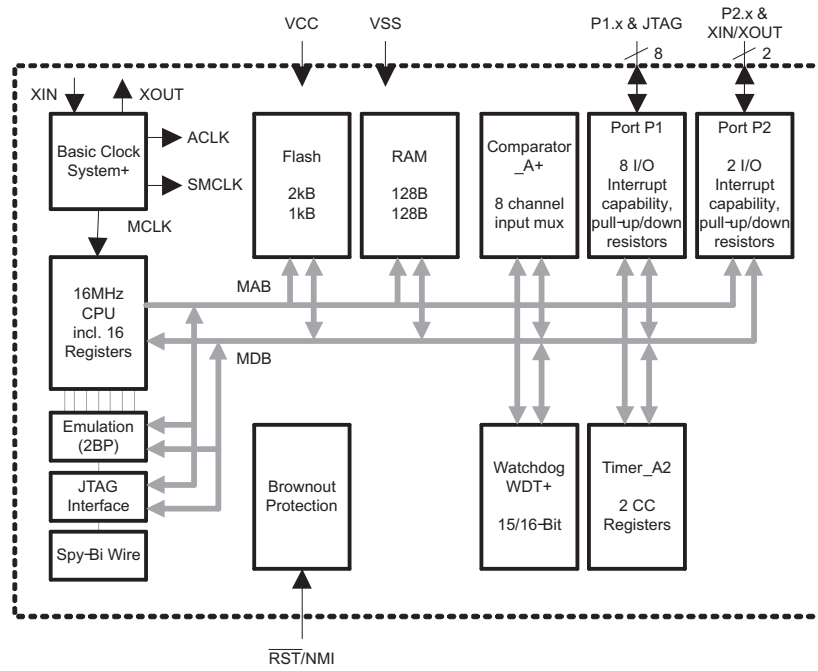 VCC
VSS
P1.x & JTAG
8
P2.x &
XIN/XOUT
2
XIN
XOUT
Basic Clock
System+
ACLK
SMCLK
MCLK
Flash
2kB
1kB
RAM
128B
128B
Comparator
_A+
8 channel
input mux
Port P1
8 I/O
Interrupt
capability,
pull-up/down
resistors
Port P2
2 I/O
Interrupt
capability,
pull-up/down
resistors
16MHz
CPU
incl. 16
Registers
MAB
MDB
Emulation
(2BP)
JTAG
Interface
Spy-Bi Wire
Brownout
Protection
Watchdog
WDT+
15/16-Bit
Timer_A2
2 CC
Registers
RST/NMI